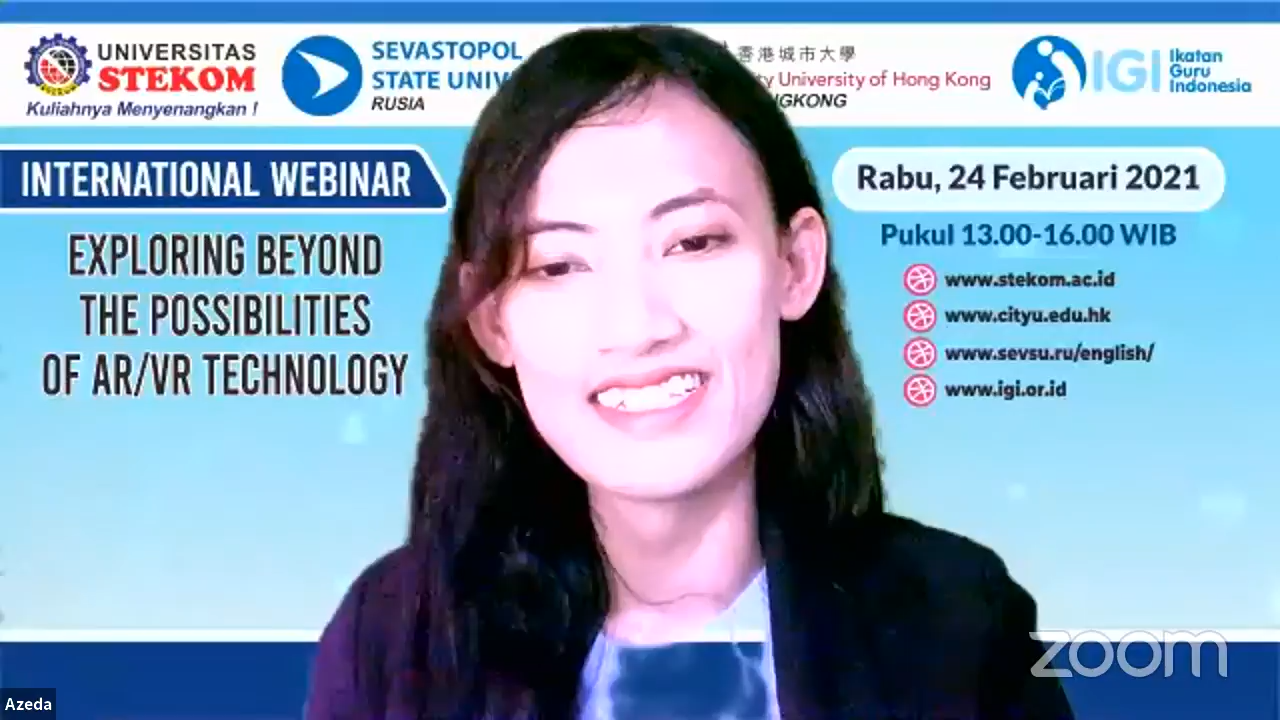 UNIVERSITAS
STEKOM
Kuliahnya Menyenangkan !
SEVASTOPOL
STATE UNIV
RUSIA
香港城市大學
University of Hong Kong
IGI
Ikatan
Guru
Indonesia
INTERNATIONAL WEBINAR
EXPLORING BEYOND
THE POSSIBILITIES
OF AR/VR TECHNOLOGY
Rabu, 24 Februari 2021
Pukul 13.00-16.00 WIB
www.stekom.ac.id
www.cityu.edu.hk
www.sevsu.ru/english/
www.igi.or.id
zoom
Azeda